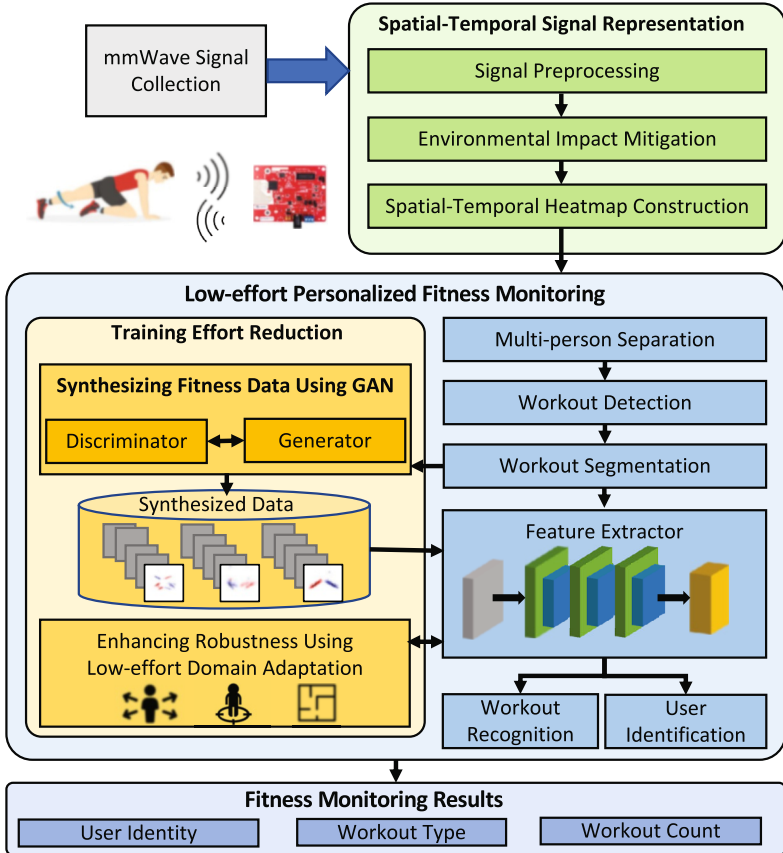 mmWave Signal
Collection
Spatial-Temporal Signal Representation
Signal Preprocessing
Environmental Impact Mitigation
Spatial-Temporal Heatmap Construction
Low-effort Personalized Fitness Monitoring
Training Effort Reduction
Synthesizing Fitness Data Using GAN
Discriminator
Generator
Synthesized Data
Enhancing Robustness Using
Low-effort Domain Adaptation
Multi-person Separation
Workout Detection
Workout Segmentation
Feature Extractor
Workout
Recognition
User
Identification
Fitness Monitoring Results
User Identity
Workout Type
Workout Count